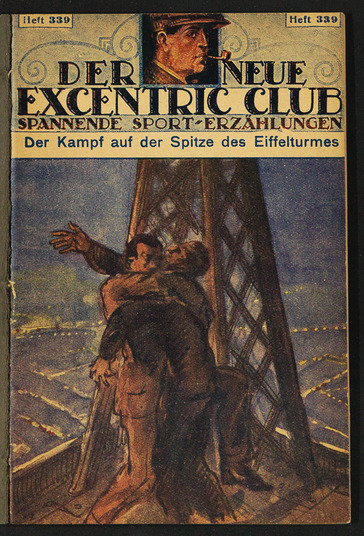 Heft 339 Heft 339
DER NEUE
EXCENTRIC CLUB
SPANNENDE SPORT-ERZÄHLUNGEN
Der Kampf auf der Spitze des Eiffelturmes